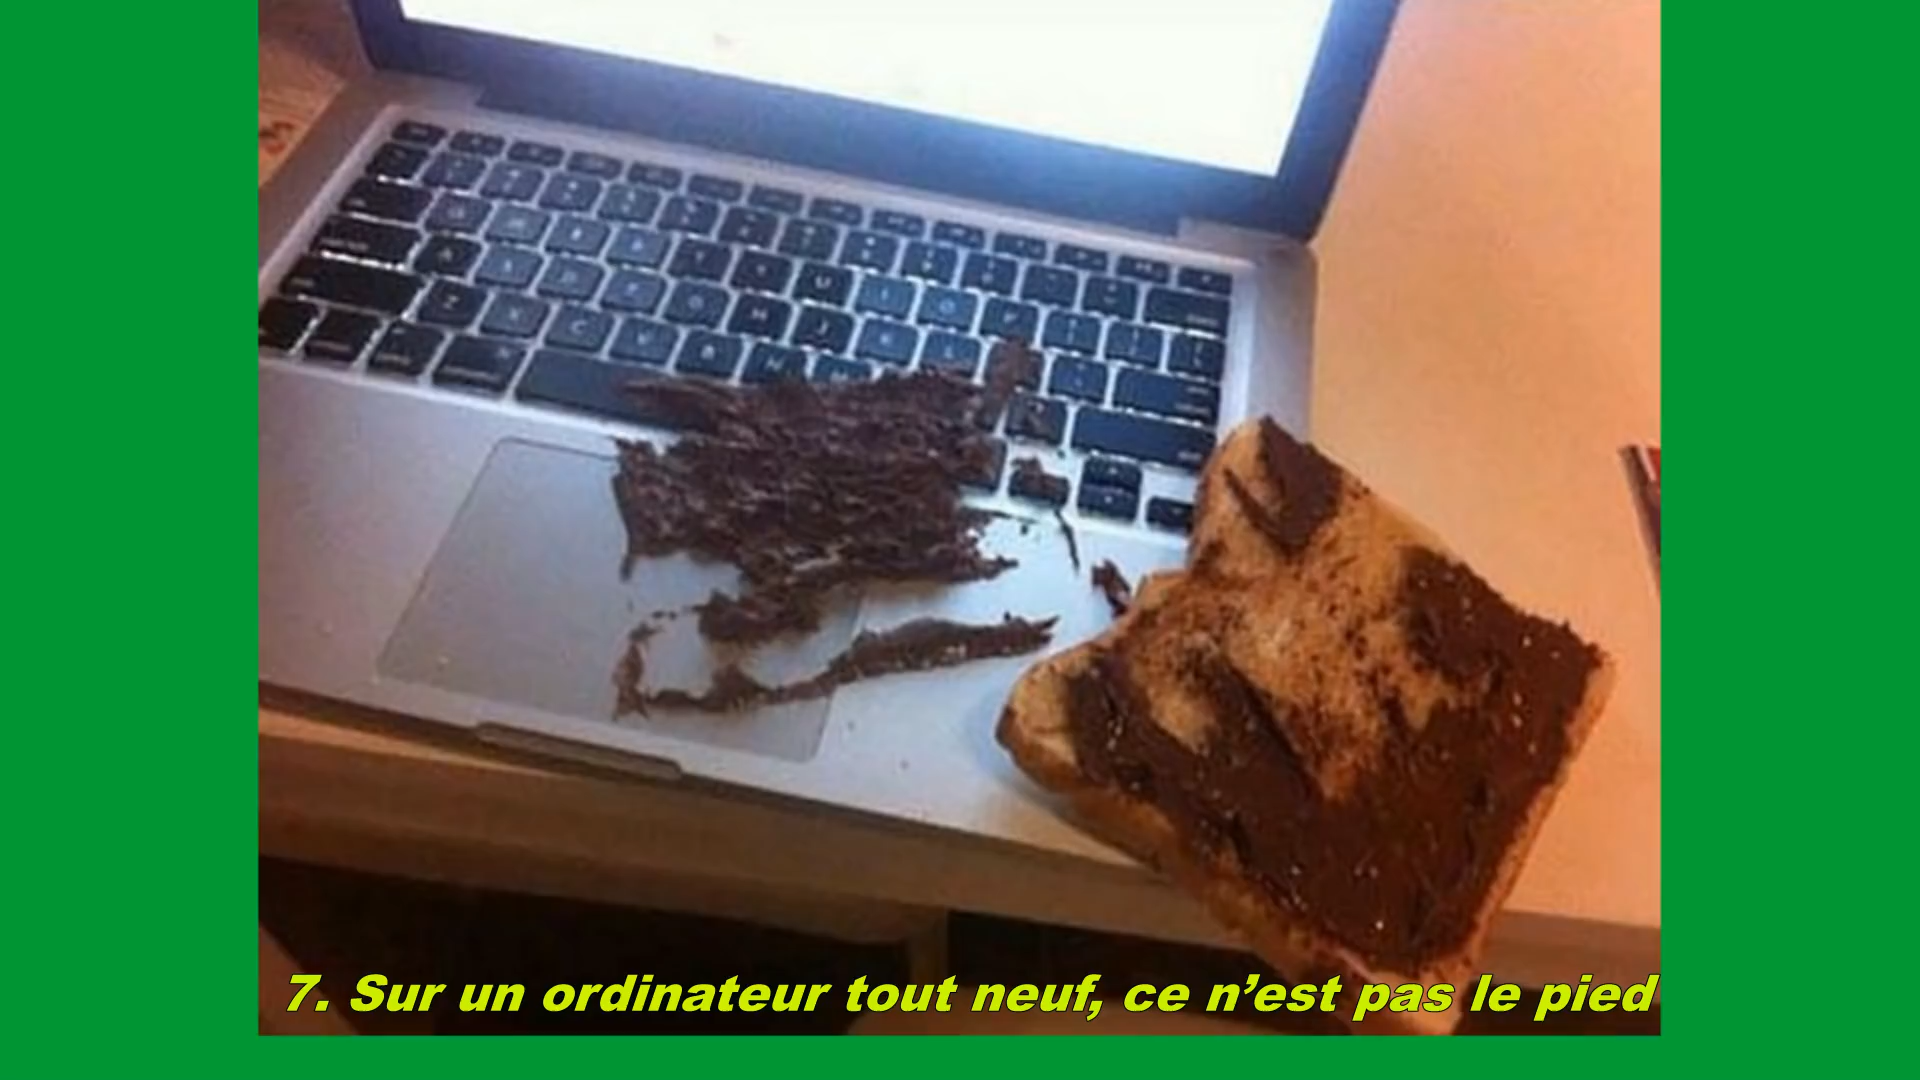 7. Sur un ordinateur tout neuf, ce n’est pas le pied